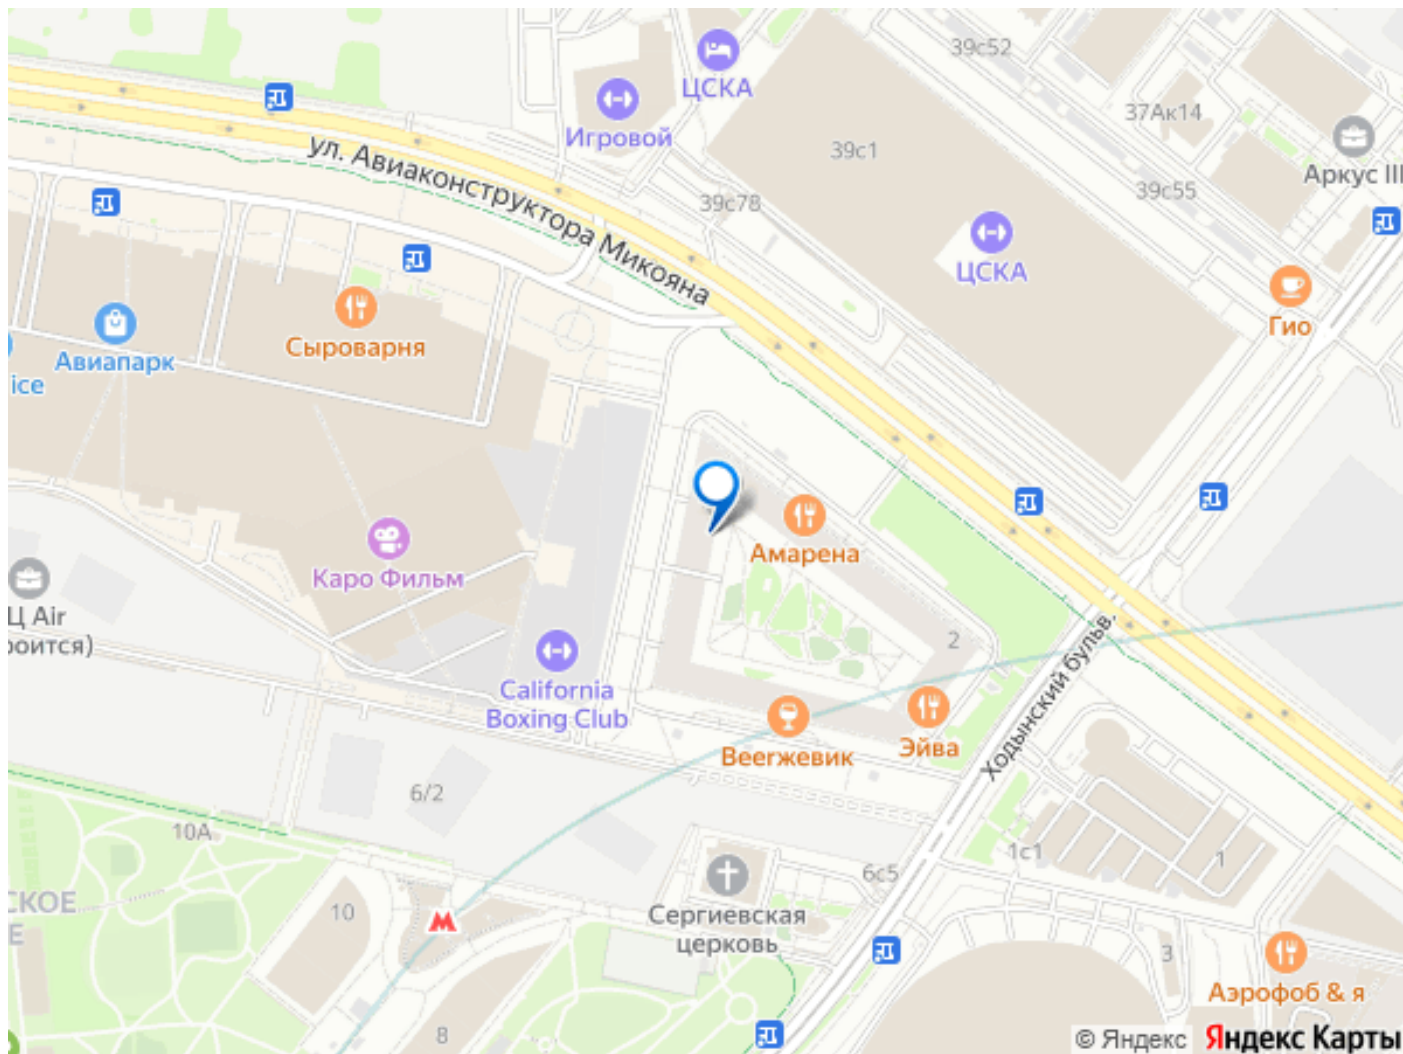 39с52
ЦСКА
37Ак14
Игровой
39с1
Аркус III
ул. Авиаконструктора Микояна
39с78
39с55
ЦСКА
Гио
Сыроварня
Авиапарк
ice
Амарена
Каро Фильм
Ц Air
роится)
2
California
Boxing Club
Ходынский бульв.
Веегжевик
Эйва
6/2
10А
1с1
1
6с5
СКОЕ
Е
10
Сергиевская
церковь
3
Аэрофоб & я
8
© Яндекс Яндекс Карты